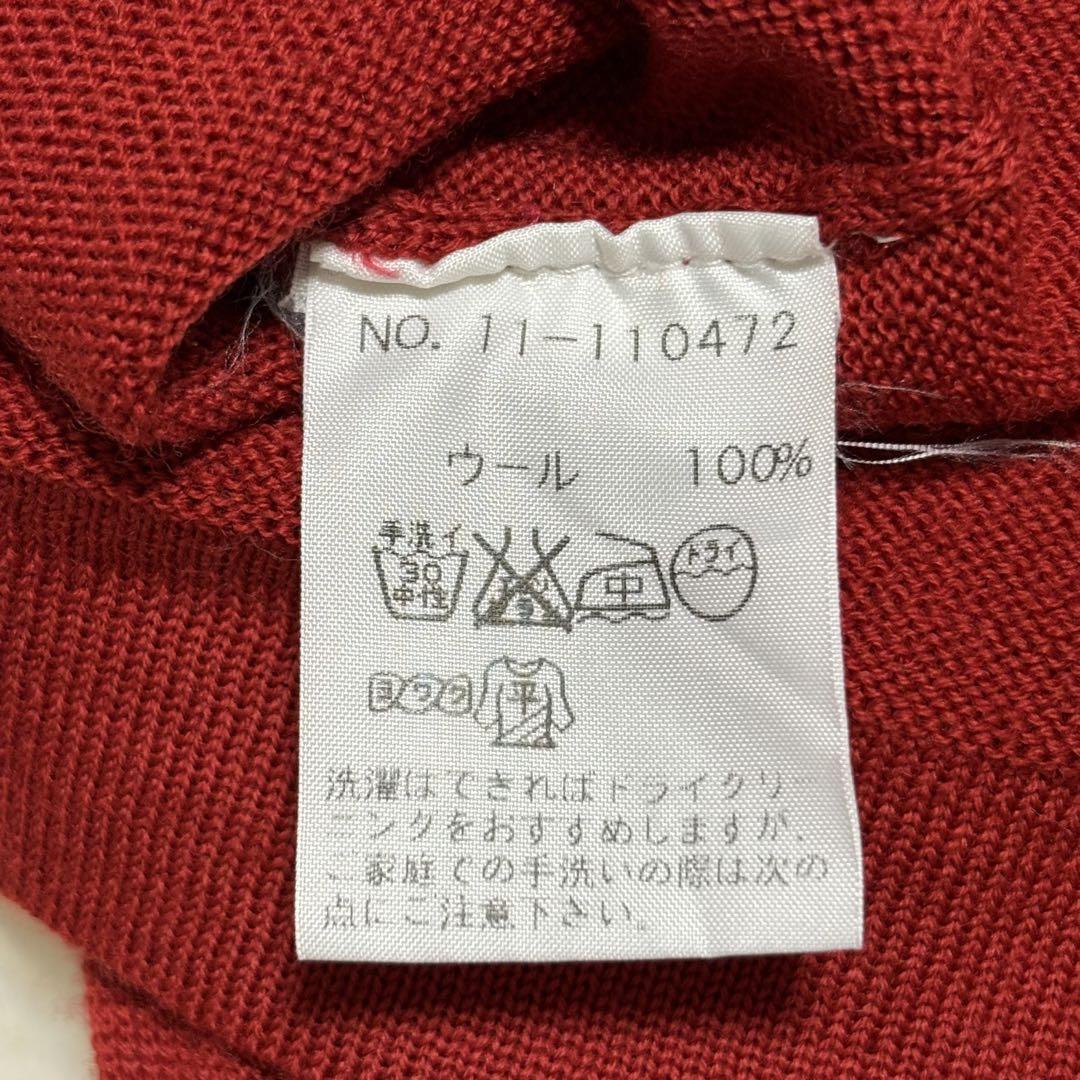 NO. 11-110472
ウール 100%
手洗イ
30
中性
中
ドライ
ヨワク
平
洗濯はできればドライクリー
ニングをおすすめしますが、
ご家庭での手洗いの際は次の
点にご注意下さい。